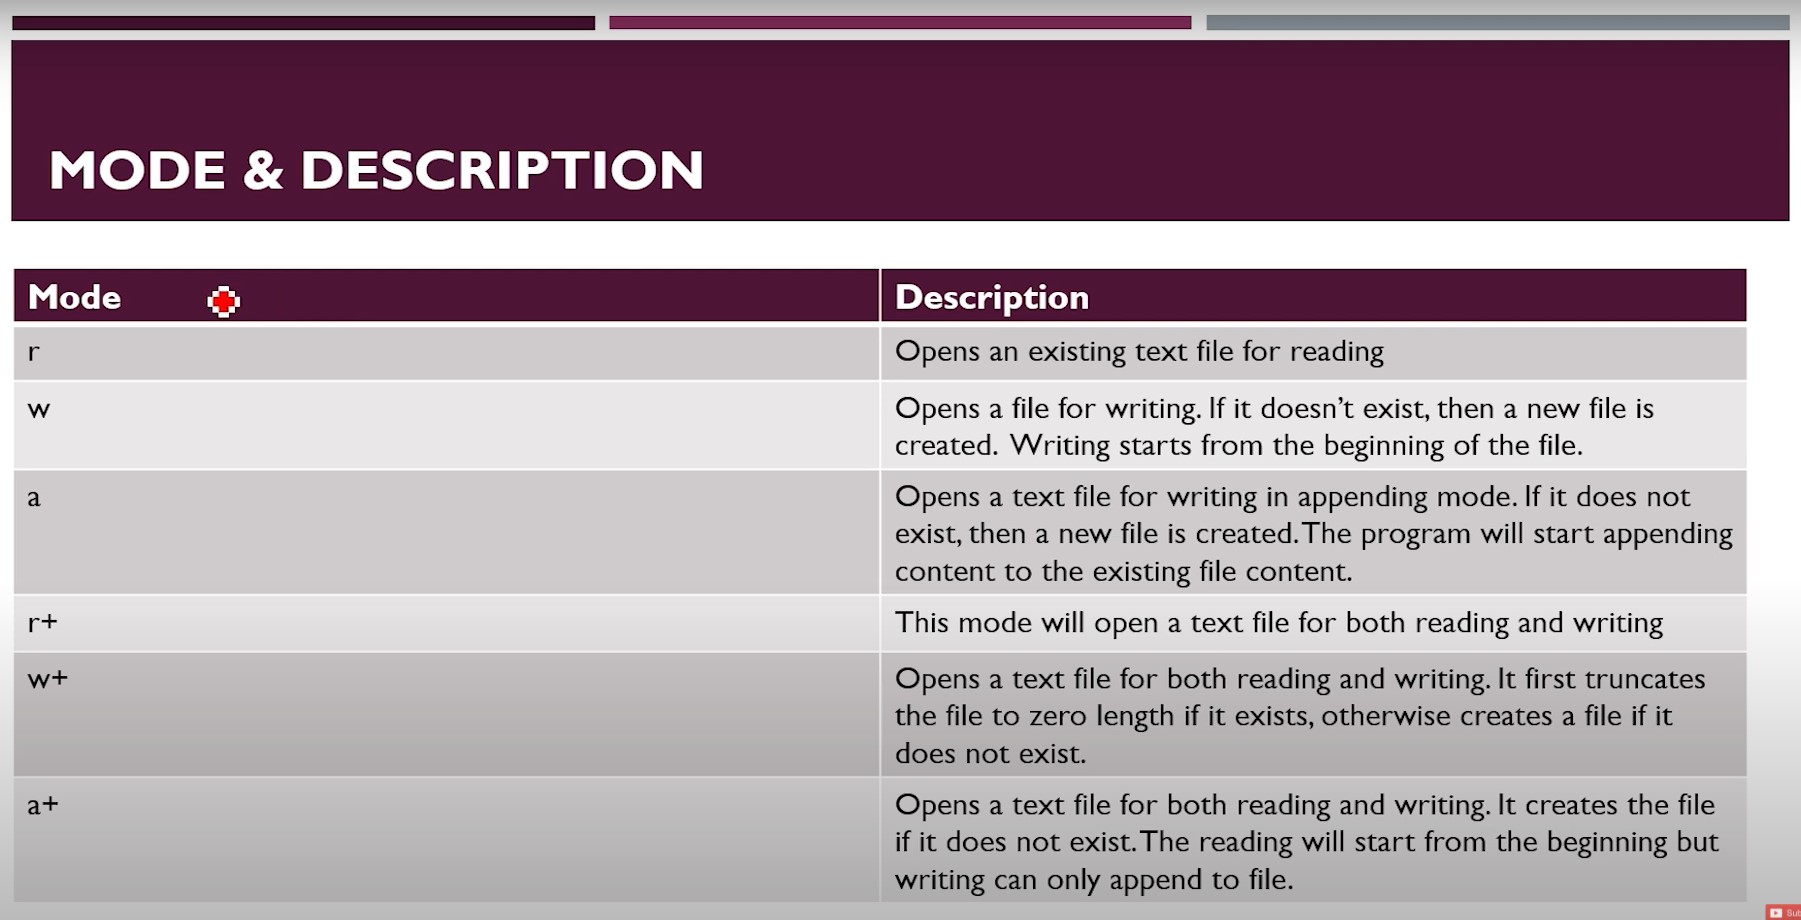 MODE & DESCRIPTION
Mode Description
r Opens an existing text file for reading
w Opens a file for writing. If it doesn’t exist, then a new file is
created. Writing starts from the beginning of the file.
a Opens a text file for writing in appending mode. If it does not
exist, then a new file is created. The program will start appending
content to the existing file content.
r+ This mode will open a text file for both reading and writing
w+ Opens a text file for both reading and writing. It first truncates
the file to zero length if it exists, otherwise creates a file if it
does not exist.
a+ Opens a text file for both reading and writing. It creates the file
if it does not exist. The reading will start from the beginning but
writing can only append to file.